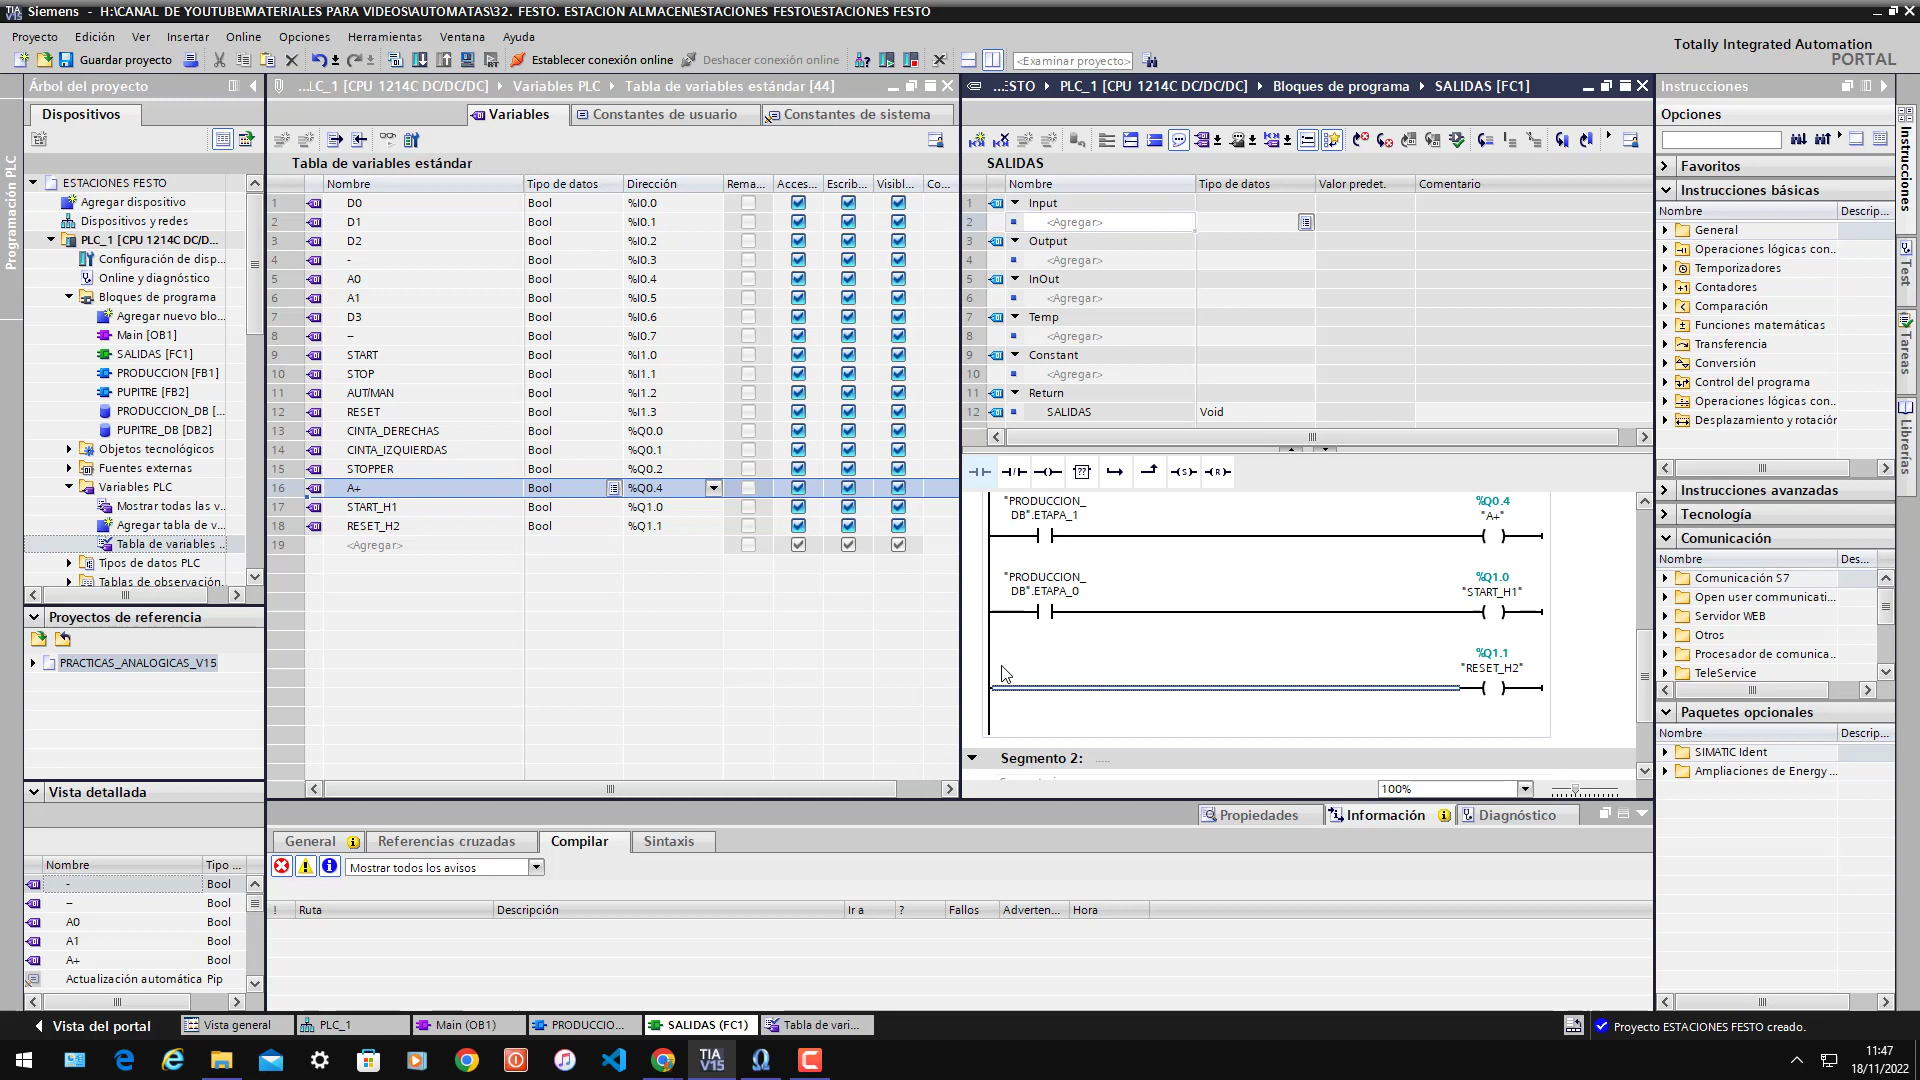 Siemens - H:\CANAL DE YOUTUBE\MATERIALES PARA VIDEOS\AUTOMATAS\32. FESTO. ESTACION ALMACEN\ESTACIONES FESTO\ESTACIONES FESTO
Proyecto Edición Ver Insertar Online Opciones Herramientas Ventana Ayuda
Totally Integrated Automation
PORTAL
Guardar proyecto Establecer conexión online Deshacer conexión online <Examinar proyecto>
Árbol del proyecto
Dispositivos
Programación PLC
ESTACIONES FESTO
Agregar dispositivo
Dispositivos y redes
PLC_1 [CPU 1214C DC/D...
Configuración de disp...
Online y diagnóstico
Bloques de programa
Agregar nuevo blo...
Main [OB1]
SALIDAS [FC1]
PRODUCCION [FB1]
PUPITRE [FB2]
PRODUCCION_DB [...
PUPITRE_DB [DB2]
Objetos tecnológicos
Fuentes externas
Variables PLC
Mostrar todas las v...
Agregar tabla de v...
Tabla de variables ...
Tipos de datos PLC
Tablas de observación...
Proyectos de referencia
PRACTICAS_ANALOGICAS_V15
Vista detallada
Nombre Tipo ...
- Bool
-- Bool
A0 Bool
A1 Bool
A+ Bool
Actualización automática Pip
...LC_1 [CPU 1214C DC/DC/DC] Variables PLC Tabla de variables estándar [44]
Variables Constantes de usuario Constantes de sistema
Tabla de variables estándar
Nombre Tipo de datos Dirección Rema... Acces... Escrib... Visibl... Co...
1 D0 Bool %I0.0
2 D1 Bool %I0.1
3 D2 Bool %I0.2
4 - Bool %I0.3
5 A0 Bool %I0.4
6 A1 Bool %I0.5
7 D3 Bool %I0.6
8 -- Bool %I0.7
9 START Bool %I1.0
10 STOP Bool %I1.1
11 AUT/MAN Bool %I1.2
12 RESET Bool %I1.3
13 CINTA_DERECHAS Bool %Q0.0
14 CINTA_IZQUIERDAS Bool %Q0.1
15 STOPPER Bool %Q0.2
16 A+ Bool %Q0.4
17 START_H1 Bool %Q1.0
18 RESET_H2 Bool %Q1.1
19 <Agregar>
...ESTO PLC_1 [CPU 1214C DC/DC/DC] Bloques de programa SALIDAS [FC1]
SALIDAS
Nombre Tipo de datos Valor predet. Comentario
1 Input
2 <Agregar>
3 Output
4 <Agregar>
5 InOut
6 <Agregar>
7 Temp
8 <Agregar>
9 Constant
10 <Agregar>
11 Return
12 SALIDAS Void
"PRODUCCION_
DB".ETAPA_1
%Q0.4
"A+"
"PRODUCCION_
DB".ETAPA_0
%Q1.0
"START_H1"
%Q1.1
"RESET_H2"
Segmento 2: .....
100%
Propiedades Información Diagnóstico
General Referencias cruzadas Compilar Sintaxis
Mostrar todos los avisos
! Ruta Descripción Ir a ? Fallos Adverten... Hora
Instrucciones
Opciones
Favoritos
Instrucciones básicas
Nombre Descrip...
General
Operaciones lógicas con...
Temporizadores
Contadores
Comparación
Funciones matemáticas
Transferencia
Conversión
Control del programa
Operaciones lógicas con...
Desplazamiento y rotación
Instrucciones avanzadas
Tecnología
Comunicación
Nombre Des...
Comunicación S7
Open user communicati...
Servidor WEB
Otros
Procesador de comunica...
TeleService
Paquetes opcionales
Nombre Descrip...
SIMATIC Ident
Ampliaciones de Energy ...
Instrucciones
Test
Tareas
Librerías
Vista del portal Vista general PLC_1 Main (OB1) PRODUCCIO... SALIDAS (FC1) Tabla de vari...
Proyecto ESTACIONES FESTO creado.
TIA
V15
11:47
18/11/2022